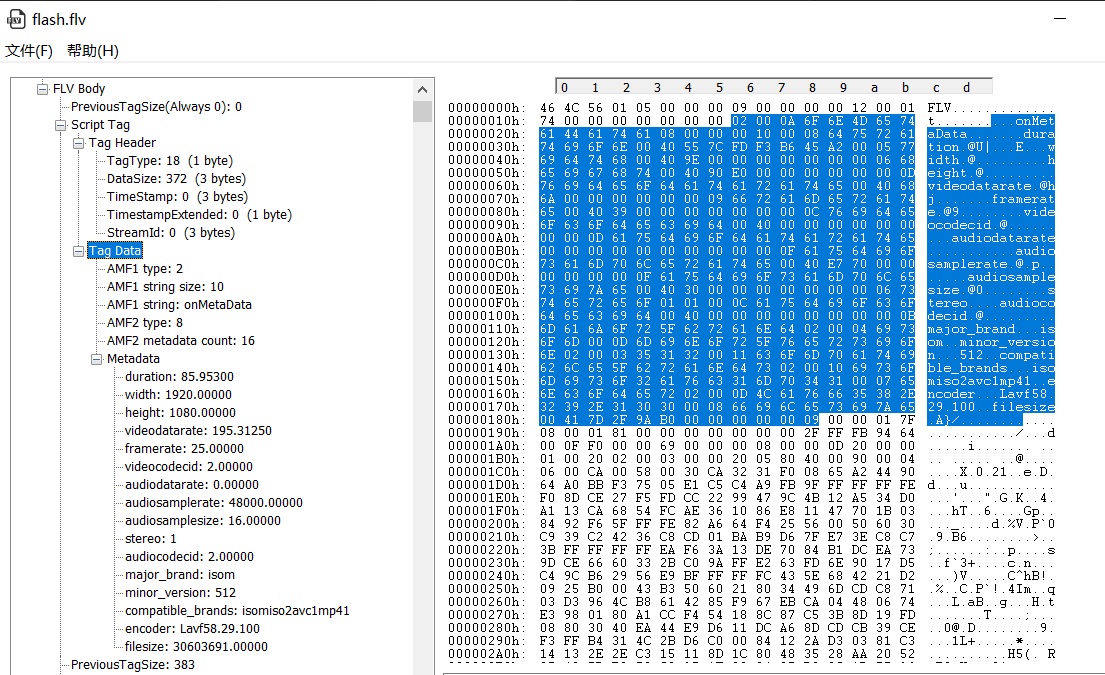 flash.flv
文件(F) 帮助(H)
FLV Body
PreviousTagSize(Always 0): 0
Script Tag
Tag Header
TagType: 18 (1 byte)
DataSize: 372 (3 bytes)
TimeStamp: 0 (3 bytes)
TimestampExtended: 0 (1 byte)
StreamId: 0 (3 bytes)
Tag Data
AMF1 type: 2
AMF1 string size: 10
AMF1 string: onMetaData
AMF2 type: 8
AMF2 metadata count: 16
Metadata
duration: 85.95300
width: 1920.00000
height: 1080.00000
videodatarate: 195.31250
framerate: 25.00000
videocodecid: 2.00000
audiodatarate: 0.00000
audiosamplerate: 48000.00000
audiosamplesize: 16.00000
stereo: 1
audiocodecid: 2.00000
major_brand: isom
minor_version: 512
compatible_brands: isomiso2avc1mp41
encoder: Lavf58.29.100
filesize: 30603691.00000
PreviousTagSize: 383
0 1 2 3 4 5 6 7 8 9 a b c d
00000000h: 46 4C 56 01 05 00 00 00 09 00 00 00 00 12 00 01 FLV.............
00000010h: 74 00 00 00 00 00 00 00 02 00 0A 6F 6E 4D 65 74 t..........onMet
00000020h: 61 44 61 74 61 08 00 00 00 10 00 08 64 75 72 61 aData.......dura
00000030h: 74 69 6F 6E 00 40 55 7C FD F3 B6 45 A2 00 05 77 tion.@U|...E...w
00000040h: 69 64 74 68 00 40 9E 00 00 00 00 00 00 00 06 68 idth.@.........h
00000050h: 65 69 67 68 74 00 40 90 E0 00 00 00 00 00 00 0D eight.@.........
00000060h: 76 69 64 65 6F 64 61 74 61 72 61 74 65 00 40 68 videodatarate.@h
00000070h: 6A 00 00 00 00 00 00 09 66 72 61 6D 65 72 61 74 j.......framerat
00000080h: 65 00 40 39 00 00 00 00 00 00 00 0C 76 69 64 65 e.@9........vide
00000090h: 6F 63 6F 64 65 63 69 64 00 40 00 00 00 00 00 00 ocodecid.@......
000000A0h: 00 00 0D 61 75 64 69 6F 64 61 74 61 72 61 74 65 ...audiodatarate
000000B0h: 00 00 00 00 00 00 00 00 00 00 0F 61 75 64 69 6F ...........audio
000000C0h: 73 61 6D 70 6C 65 72 61 74 65 00 40 E7 70 00 00 samplerate.@.p..
000000D0h: 00 00 00 00 0F 61 75 64 69 6F 73 61 6D 70 6C 65 .....audiosample
000000E0h: 73 69 7A 65 00 40 30 00 00 00 00 00 00 00 06 73 size.@0........s
000000F0h: 74 65 72 65 6F 01 01 00 0C 61 75 64 69 6F 63 6F tereo....audioco
00000100h: 64 65 63 69 64 00 40 00 00 00 00 00 00 00 00 0B decid.@.........
00000110h: 6D 61 6A 6F 72 5F 62 72 61 6E 64 02 00 04 69 73 major_brand...is
00000120h: 6F 6D 00 0D 6D 69 6E 6F 72 5F 76 65 72 73 69 6F om..minor_versio
00000130h: 6E 02 00 03 35 31 32 00 11 63 6F 6D 70 61 74 69 n...512..compati
00000140h: 62 6C 65 5F 62 72 61 6E 64 73 02 00 10 69 73 6F ble_brands...iso
00000150h: 6D 69 73 6F 32 61 76 63 31 6D 70 34 31 00 07 65 miso2avc1mp41..e
00000160h: 6E 63 6F 64 65 72 02 00 0D 4C 61 76 66 35 38 2E ncoder...Lavf58.
00000170h: 32 39 2E 31 30 30 00 08 66 69 6C 65 73 69 7A 65 29.100..filesize
00000180h: 00 41 7D 2F 9A B0 00 00 00 00 00 09 00 00 01 7F .A}/............
00000190h: 08 00 01 81 00 00 00 00 00 00 00 2F FF FB 94 64 .........../...d
000001A0h: 00 0F F0 00 00 69 00 00 00 08 00 00 0D 20 00 00 .....i....... ..
000001B0h: 01 00 20 02 00 03 00 00 20 05 80 40 00 90 00 04 .. ..... ..@....
000001C0h: 06 00 CA 00 58 00 30 CA 32 31 F0 08 65 A2 44 90 ....X.0.21..e.D.
000001D0h: 64 A0 BB F3 75 05 E1 C5 C4 A9 FB 9F FF FF FF FE d...u...........
000001E0h: F0 8D CE 27 F5 FD CC 22 99 47 9C 4B 12 A5 34 D0 ...'...".G.K..4.
000001F0h: A1 13 CA 68 54 FC AE 36 10 86 E8 11 47 70 1B 03 ...hT..6....Gp..
00000200h: 84 92 F6 5F FF FE 82 A6 64 F4 25 56 00 50 60 30 ..._....d.%V.P`0
00000210h: C9 39 C2 42 36 C8 CD 01 BA B9 D6 7F E7 3E C8 C7 .9.B6........>..
00000220h: 3B FF FF FF FF EA F6 3A 13 DE 70 84 B1 DC EA 73 ;......:..p....s
00000230h: 9D CE 66 60 33 2B C0 9A FF E2 63 FD 6E 90 17 D5 ..f`3+....c.n...
00000240h: C4 9C B6 29 56 E9 BF FF FF FC 43 5E 68 42 21 D2 ...)V.....C^hB!.
00000250h: 09 25 B0 00 43 B3 50 60 21 80 34 49 6D CD C8 71 .%..C.P`!.4Im..q
00000260h: 03 D3 96 4C B8 61 42 85 F9 67 EB CA 04 48 06 74 ...L.aB..g...H.t
00000270h: E3 98 01 80 A1 CC F4 54 18 8C 87 C5 3B 8D 19 FD .......T....;...
00000280h: 08 80 30 40 EA 44 E9 D6 11 DC A6 8D CD CB 39 CE ..0@.D........9.
00000290h: F3 FF B4 31 4C 2B D6 C0 00 84 12 2A D3 03 81 C3 ...1L+.....*....
000002A0h: 14 13 2E 2E C3 15 11 8D 1C 80 48 35 28 AA 20 52 ..........H5(. R